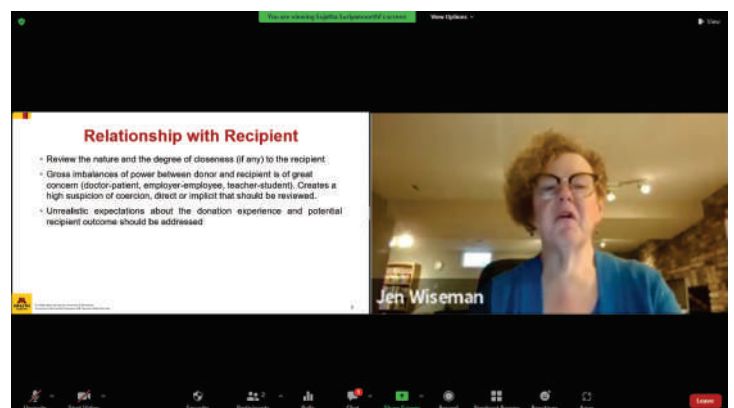 You are viewing Sujatha Suriyamoorthi's screen
View Options
View
Relationship with Recipient
• Review the nature and the degree of closeness (if any) to the recipient
• Gross imbalances of power between donor and recipient is of great
concern (doctor-patient, employer-employee, teacher-student). Creates a
high suspicion of coercion, direct or implicit that should be reviewed.
• Unrealistic expectations about the donation experience and potential
recipient outcome should be addressed
Jen Wiseman
Leave